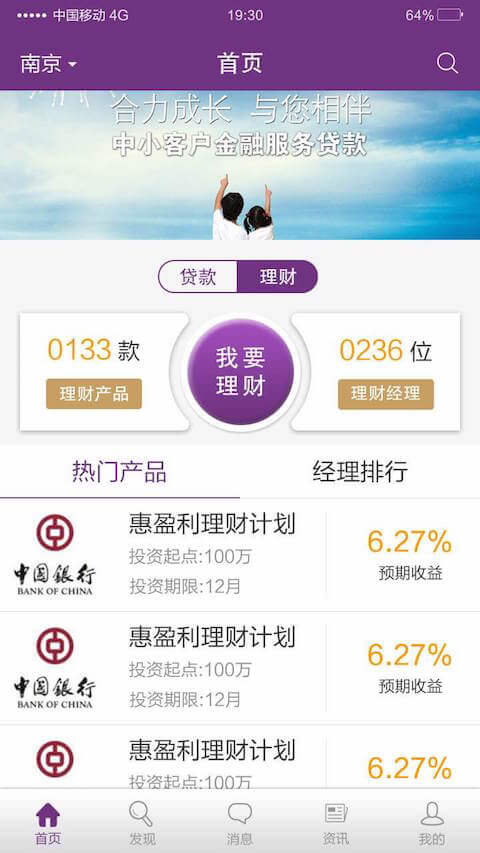 中国移动 4G 19:30 64%
南京 首页
合力成长 与您相伴
中小客户金融服务贷款
贷款 理财
0133 款
理财产品
我要
理财
0236 位
理财经理
热门产品 经理排行
惠盈利理财计划
投资起点:100万
投资期限:12月
中国银行
BANK OF CHINA
6.27%
预期收益
惠盈利理财计划
投资起点:100万
投资期限:12月
中国银行
BANK OF CHINA
6.27%
预期收益
惠盈利理财计划
投资起点:100万
6.27%
首页 发现 消息 资讯 我的